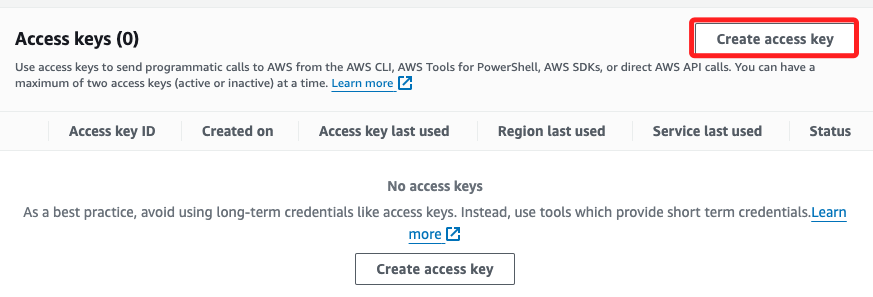 Access keys (0)
Create access key
Use access keys to send programmatic calls to AWS from the AWS CLI, AWS Tools for PowerShell, AWS SDKs, or direct AWS API calls. You can have a
maximum of two access keys (active or inactive) at a time. Learn more
Access key ID Created on Access key last used Region last used Service last used Status
No access keys
As a best practice, avoid using long-term credentials like access keys. Instead, use tools which provide short term credentials.Learn
more
Create access key